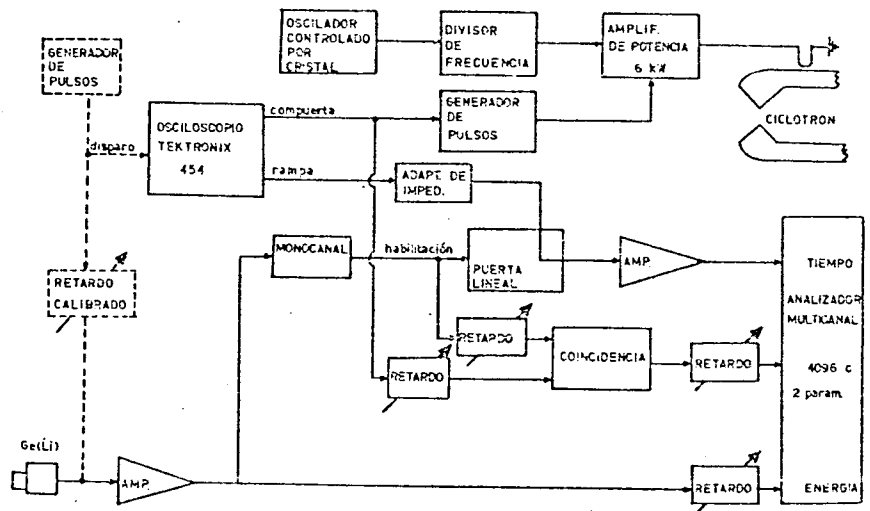 GENERADOR
DE
PULSOS
OSCILADOR
CONTROLADO
POR
CRISTAL
DIVISOR
DE
FRECUENCIA
AMPLIF.
DE POTENCIA
6 kW
CICLOTRON
disparo
OSCILOSCOPIO
TEKTRONIX
454
compuerta
rampa
GENERADOR
DE
PULSOS
ADAPT. DE
IMPED.
MONOCANAL
habilitación
PUERTA
LINEAL
AMP.
RETARDO
CALIBRADO
RETARDO
RETARDO
COINCIDENCIA
RETARDO
TIEMPO
ANALIZADOR
MULTICANAL
4096 c
2 param.
ENERGIA
Ge(Li)
AMP.
RETARDO